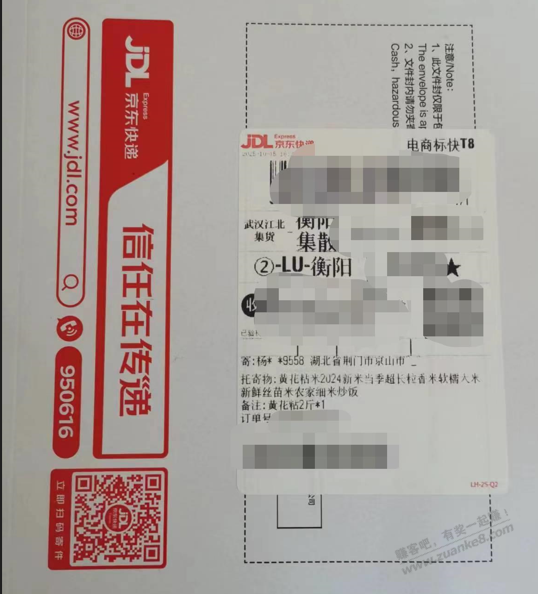 JDL
Express
京东快递
信任在传递
www.jdl.com
950616
立即扫码寄件
JDL
注意/Note:
1、此文件封仅限于
The envelope is
2、文件封内请勿
Cash, hazardous
JDL
Express
京东快递
电商标快T8
武汉江北
集货
衡阳
集散
②-LU-衡阳
★
收
寄:杨* *9558 湖北省荆门市京山市
托寄物:黄花粘米2024新米当季超长粒香米软糯大米
新鲜丝苗米农家细米炒饭
备注:黄花粘2斤*1
订单号
LH-25-Q2
公司
赚客吧,有奖一起赚!
www.zuanke8.com